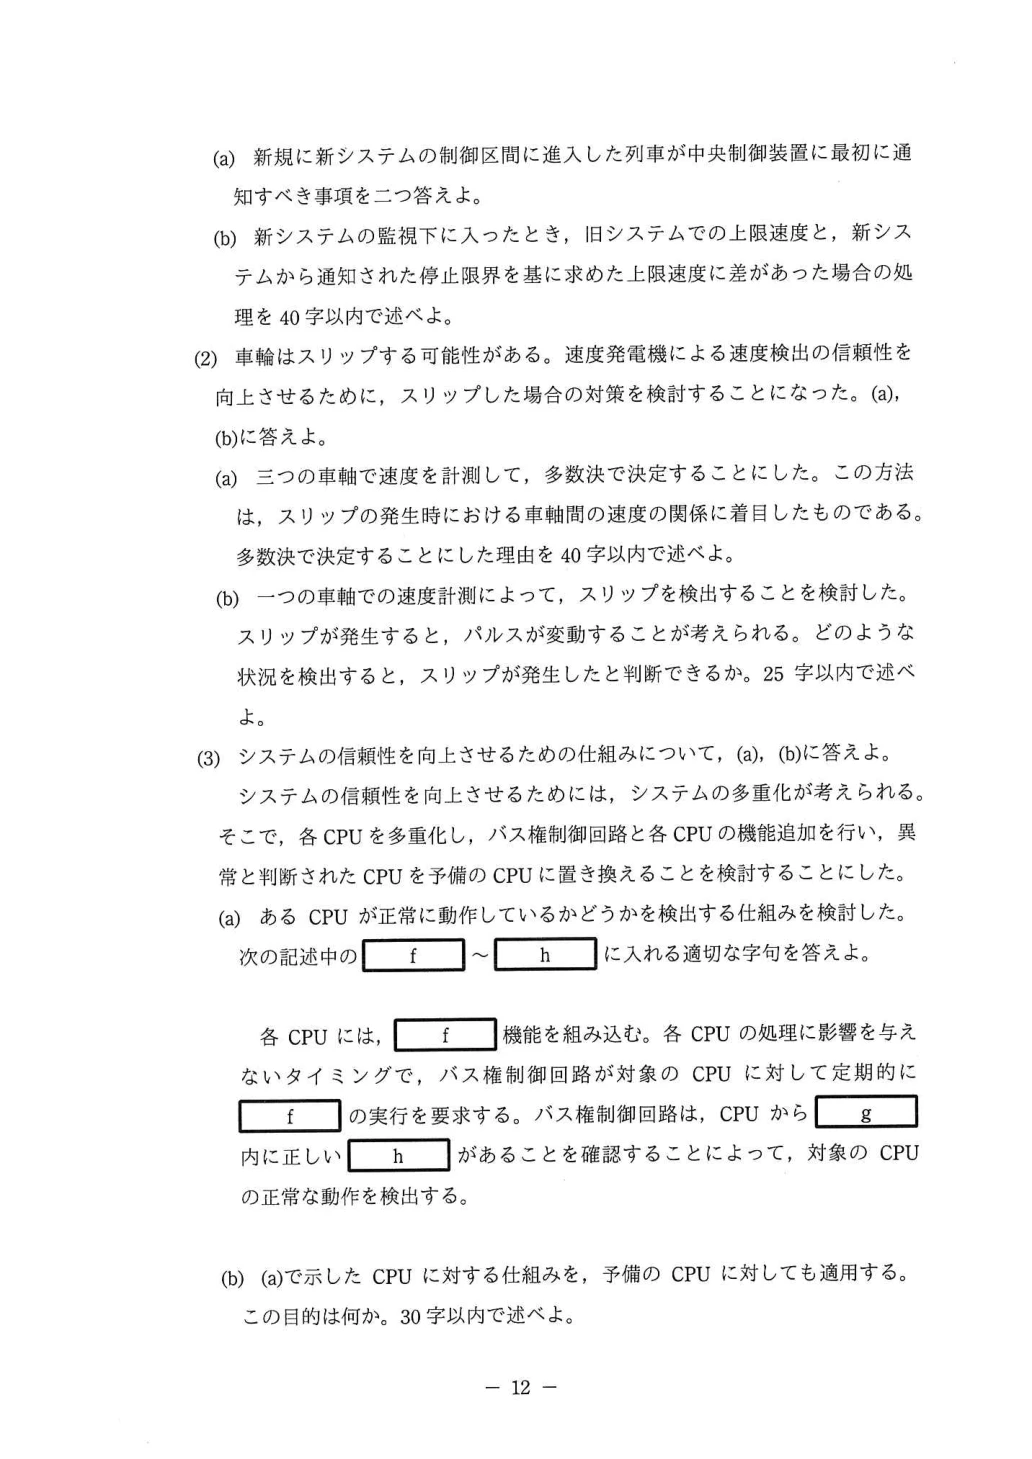 (a) 新規に新システムの制御区間に進入した列車が中央制御装置に最初に通
知すべき事項を二つ答えよ。
(b) 新システムの監視下に入ったとき，旧システムでの上限速度と，新シス
テムから通知された停止限界を基に求めた上限速度に差があった場合の処
理を 40 字以内で述べよ。
(2) 車輪はスリップする可能性がある。速度発電機による速度検出の信頼性を
向上させるために，スリップした場合の対策を検討することになった。(a)，
(b)に答えよ。
(a) 三つの車軸で速度を計測して，多数決で決定することにした。この方法
は，スリップの発生時における車軸間の速度の関係に着目したものである。
多数決で決定することにした理由を 40 字以内で述べよ。
(b) 一つの車軸での速度計測によって，スリップを検出することを検討した。
スリップが発生すると，パルスが変動することが考えられる。どのような
状況を検出すると，スリップが発生したと判断できるか。25 字以内で述べ
よ。
(3) システムの信頼性を向上させるための仕組みについて，(a)，(b)に答えよ。
システムの信頼性を向上させるためには，システムの多重化が考えられる。
そこで，各 CPU を多重化し，バス権制御回路と各 CPU の機能追加を行い，異
常と判断された CPU を予備の CPU に置き換えることを検討することにした。
(a) ある CPU が正常に動作しているかどうかを検出する仕組みを検討した。
次の記述中の f ～ h に入れる適切な字句を答えよ。
各 CPU には， f 機能を組み込む。各 CPU の処理に影響を与え
ないタイミングで，バス権制御回路が対象の CPU に対して定期的に
f の実行を要求する。バス権制御回路は，CPU から g
内に正しい h があることを確認することによって，対象の CPU
の正常な動作を検出する。
(b) (a)で示した CPU に対する仕組みを，予備の CPU に対しても適用する。
この目的は何か。30 字以内で述べよ。
－ 12 －